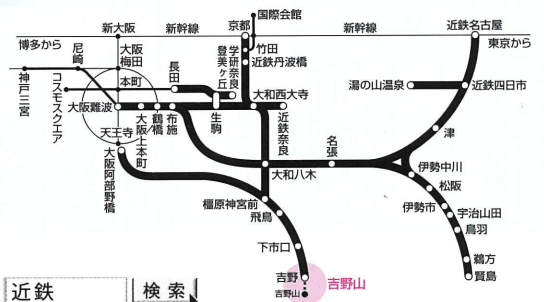 国際会館
新大阪
新幹線
京都
新幹線
近鉄名古屋
博多から
東京から
尼崎
大阪
梅田
長田
学研奈良
登美ヶ丘
竹田
近鉄丹波橋
神戸三宮
コスモスクエア
本町
湯の山温泉
近鉄四日市
大阪難波
大阪上本町
鶴橋
布施
生駒
大和西大寺
近鉄奈良
天王寺
大阪阿部野橋
津
名張
大和八木
伊勢中川
松阪
橿原神宮前
伊勢市
宇治山田
飛鳥
鳥羽
下市口
鵜方
吉野
賢島
吉野山
吉野山
近鉄
検索